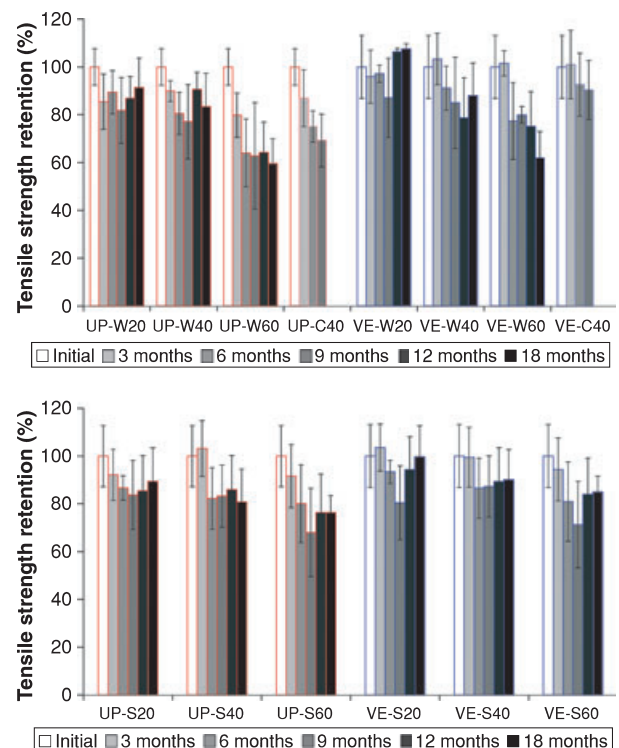 Tensile strength retention (%)
120
100
80
60
40
20
0
UP-W20 UP-W40 UP-W60 UP-C40 VE-W20 VE-W40 VE-W60 VE-C40
Initial 3 months 6 months 9 months 12 months 18 months
Tensile strength retention (%)
120
100
80
60
40
20
0
UP-S20 UP-S40 UP-S60 VE-S20 VE-S40 VE-S60
Initial 3 months 6 months 9 months 12 months 18 months